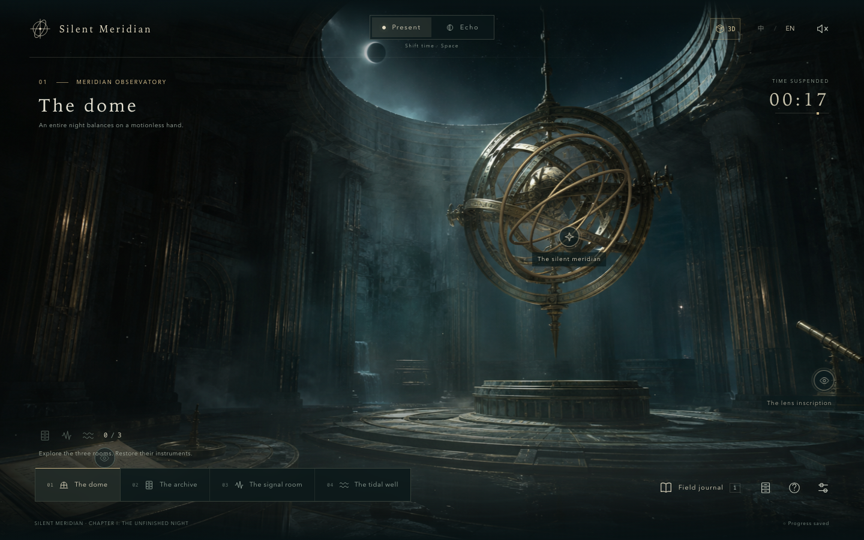 Silent Meridian
Present
Echo
Shift time · Space
3D
中 / EN
01 — MERIDIAN OBSERVATORY
The dome
An entire night balances on a motionless hand.
TIME SUSPENDED
00:17
The silent meridian
The lens inscription
0 / 3
Explore the three rooms. Restore their instruments.
01 The dome
02 The archive
03 The signal room
04 The tidal well
Field journal 1
SILENT MERIDIAN · CHAPTER I: THE UNFINISHED NIGHT
Progress saved